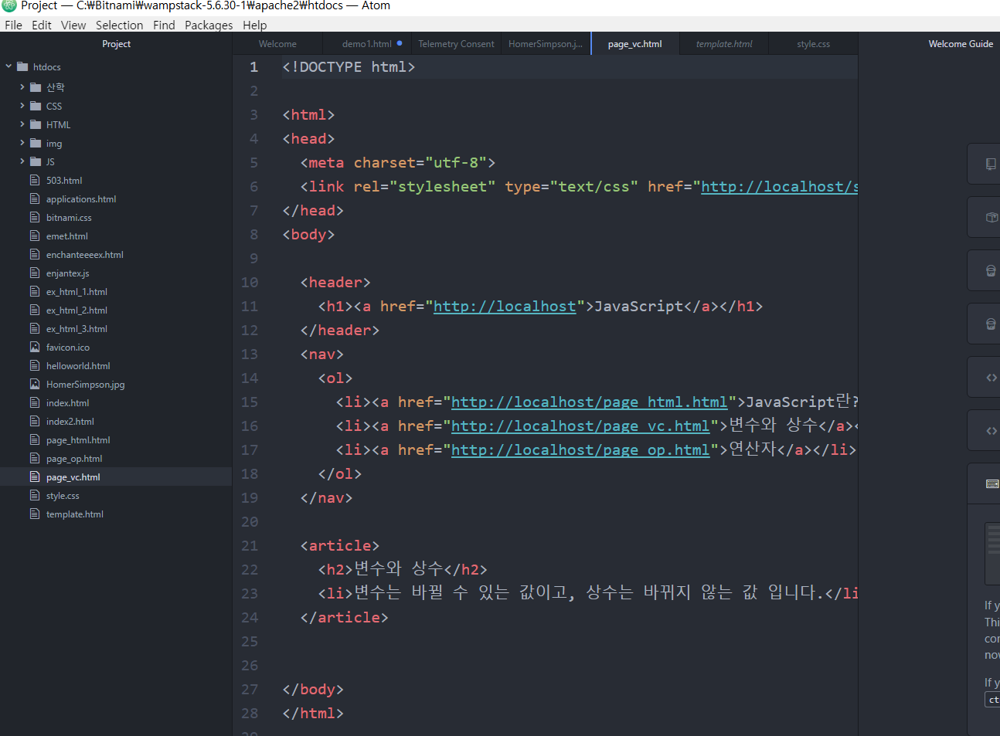 Project — C:₩Bitnami₩wampstack-5.6.30-1₩apache2₩htdocs — Atom
File Edit View Selection Find Packages Help
Project
htdocs
산학
CSS
HTML
img
JS
503.html
applications.html
bitnami.css
emet.html
enchanteeeex.html
enjantex.js
ex_html_1.html
ex_html_2.html
ex_html_3.html
favicon.ico
helloworld.html
HomerSimpson.jpg
index.html
index2.html
page_html.html
page_op.html
page_vc.html
style.css
template.html
Welcome demo1.html Telemetry Consent HomerSimpson.j... page_vc.html template.html style.css
1 <!DOCTYPE html>
2
3 <html>
4 <head>
5 <meta charset="utf-8">
6 <link rel="stylesheet" type="text/css" href="http://localhost/s
7 </head>
8 <body>
9
10 <header>
11 <h1><a href="http://localhost">JavaScript</a></h1>
12 </header>
13 <nav>
14 <ol>
15 <li><a href="http://localhost/page_html.html">JavaScript란?
16 <li><a href="http://localhost/page_vc.html">변수와 상수</a><
17 <li><a href="http://localhost/page_op.html">연산자</a></li>
18 </ol>
19 </nav>
20
21 <article>
22 <h2>변수와 상수</h2>
23 <li>변수는 바뀔 수 있는 값이고, 상수는 바뀌지 않는 값 입니다.</li
24 </article>
25
26
27 </body>
28 </html>
Welcome Guide
If y
Thi
cor
nov
If y
ct